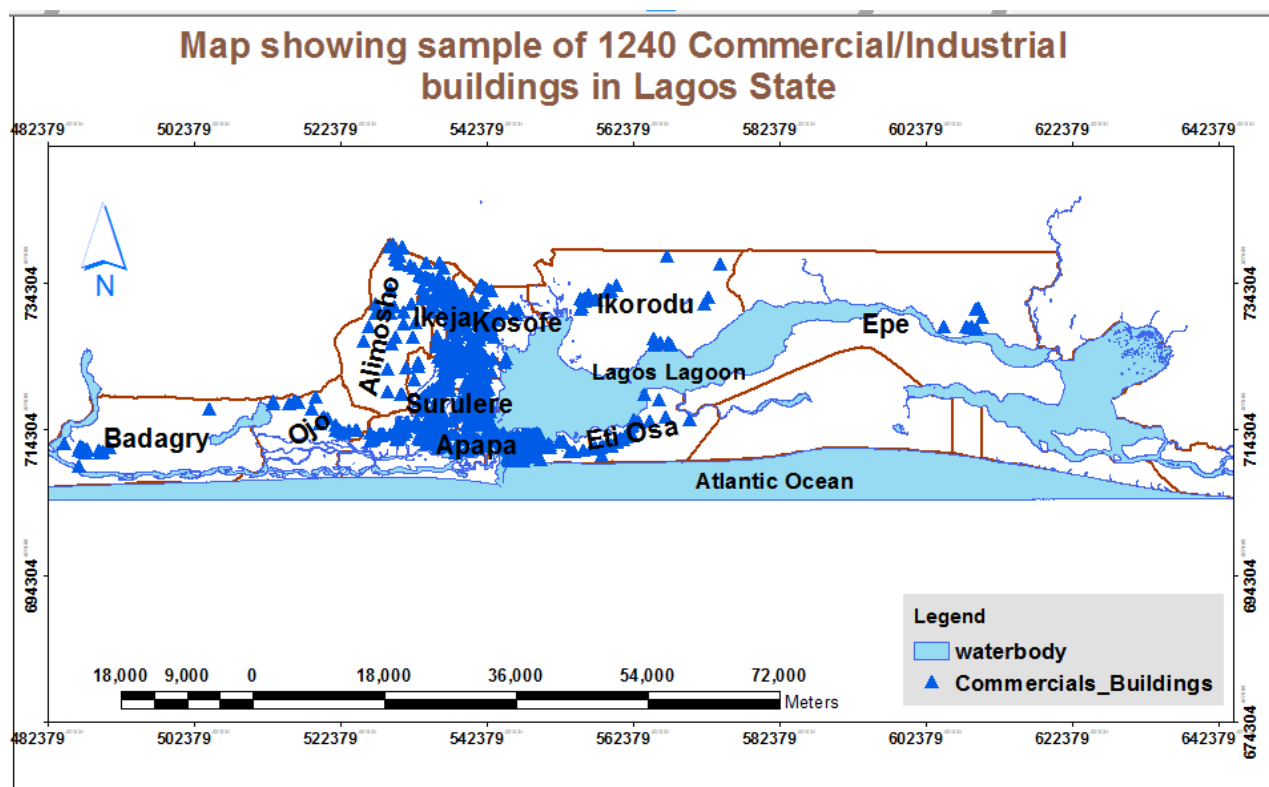 Map showing sample of 1240 Commercial/Industrial
buildings in Lagos State
482379 502379 522379 542379 562379 582379 602379 622379 642379
734304 734304
714304 714304
694304 694304
674304
N
Alimosho
Ikeja Kosofe
Ikorodu
Epe
Lagos Lagoon
Surulere
Badagry
Ojo
Apapa
Eti Osa
Atlantic Ocean
Legend
waterbody
Commercials_Buildings
18,000 9,000 0 18,000 36,000 54,000 72,000
Meters
482379 502379 522379 542379 562379 582379 602379 622379 642379